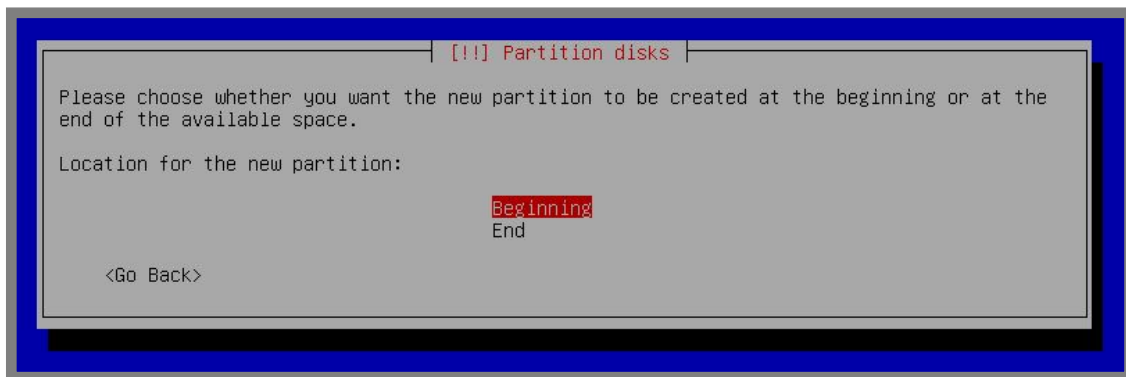 [!!] Partition disks
Please choose whether you want the new partition to be created at the beginning or at the
end of the available space.
Location for the new partition:
Beginning
End
<Go Back>